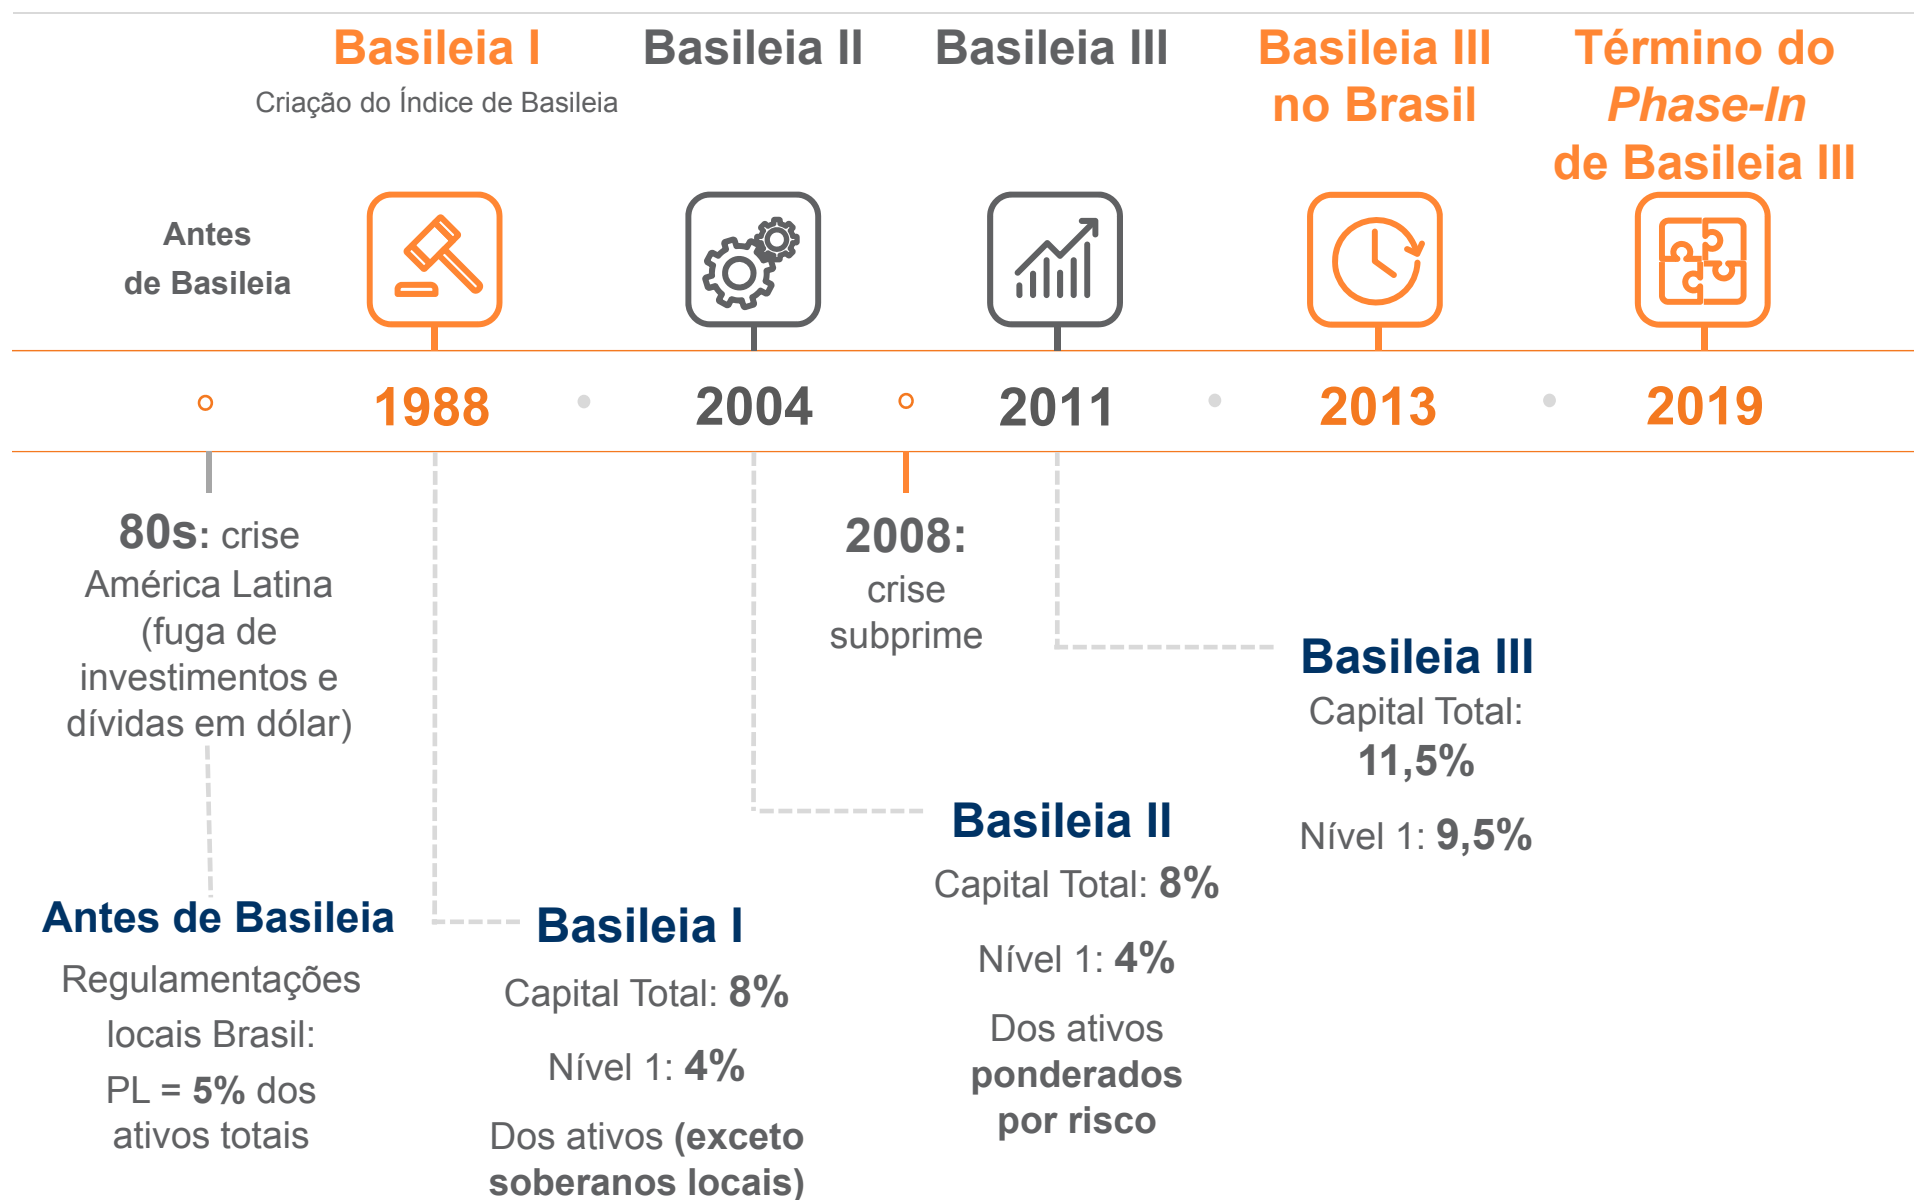 Basileia I
Criação do Índice de Basileia
Basileia II
Basileia III
Basileia III
no Brasil
Término do
Phase-In
de Basileia III
Antes
de Basileia
1988
2004
2011
2013
2019
80s: crise
América Latina
(fuga de
investimentos e
dívidas em dólar)
2008:
crise
subprime
Antes de Basileia
Regulamentações
locais Brasil:
PL = 5% dos
ativos totais
Basileia I
Capital Total: 8%
Nível 1: 4%
Dos ativos (exceto
soberanos locais)
Basileia II
Capital Total: 8%
Nível 1: 4%
Dos ativos
ponderados
por risco
Basileia III
Capital Total:
11,5%
Nível 1: 9,5%